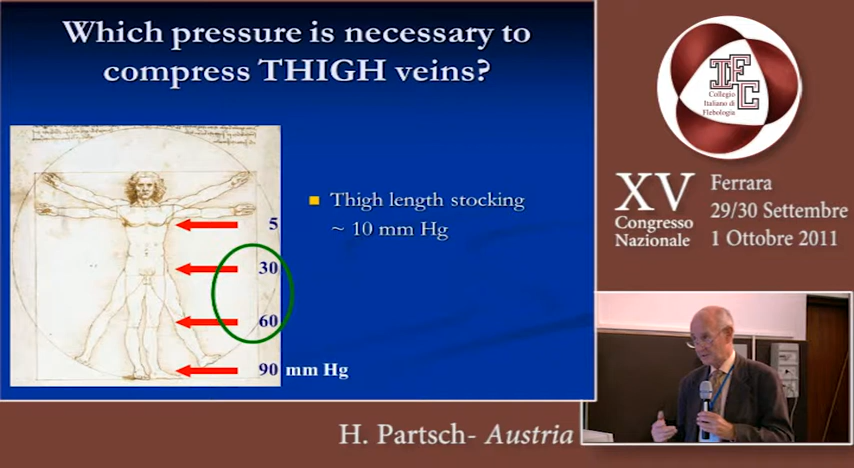 Which pressure is necessary to
compress THIGH veins?
Thigh length stocking
~ 10 mm Hg
5
30
60
90 mm Hg
IFC
Collegio
Italiano di
Flebologia
XV
Congresso
Nazionale
Ferrara
29/30 Settembre
1 Ottobre 2011
H. Partsch- Austria